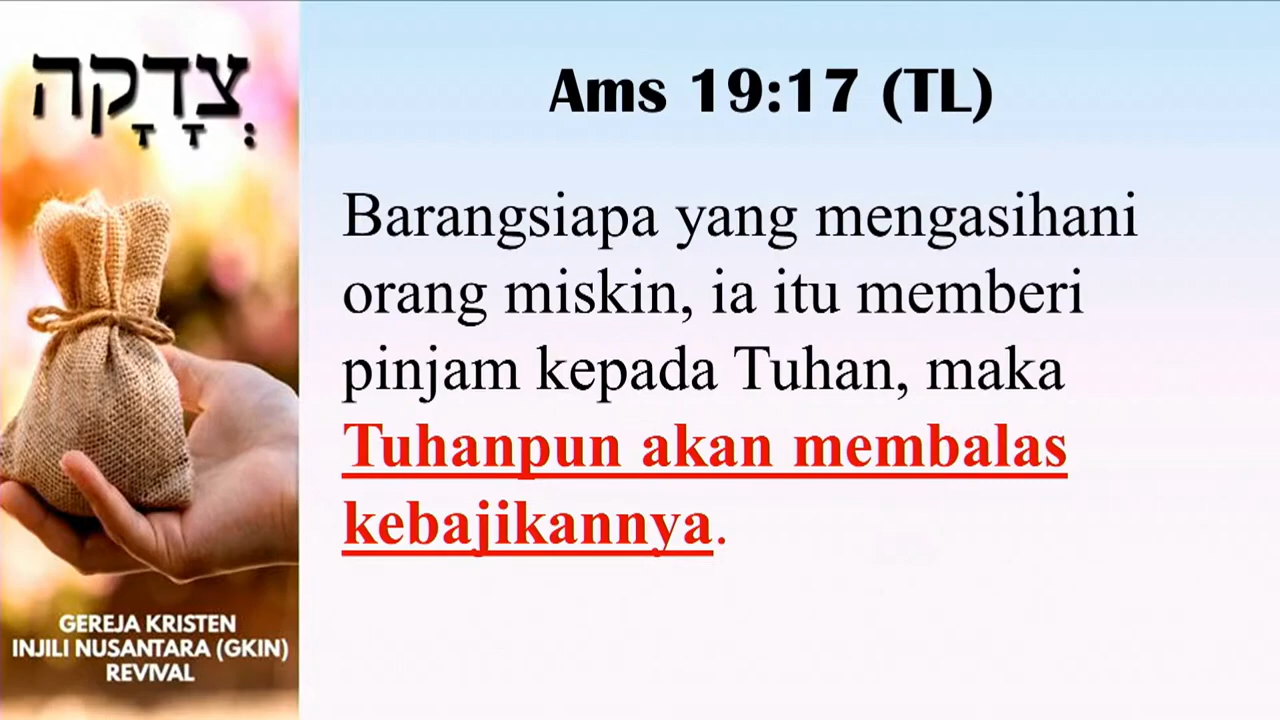 צְדָקָה
Ams 19:17 (TL)
Barangsiapa yang mengasihani
orang miskin, ia itu memberi
pinjam kepada Tuhan, maka
Tuhanpun akan membalas
kebajikannya.
GEREJA KRISTEN
INJILI NUSANTARA (GKIN)
REVIVAL